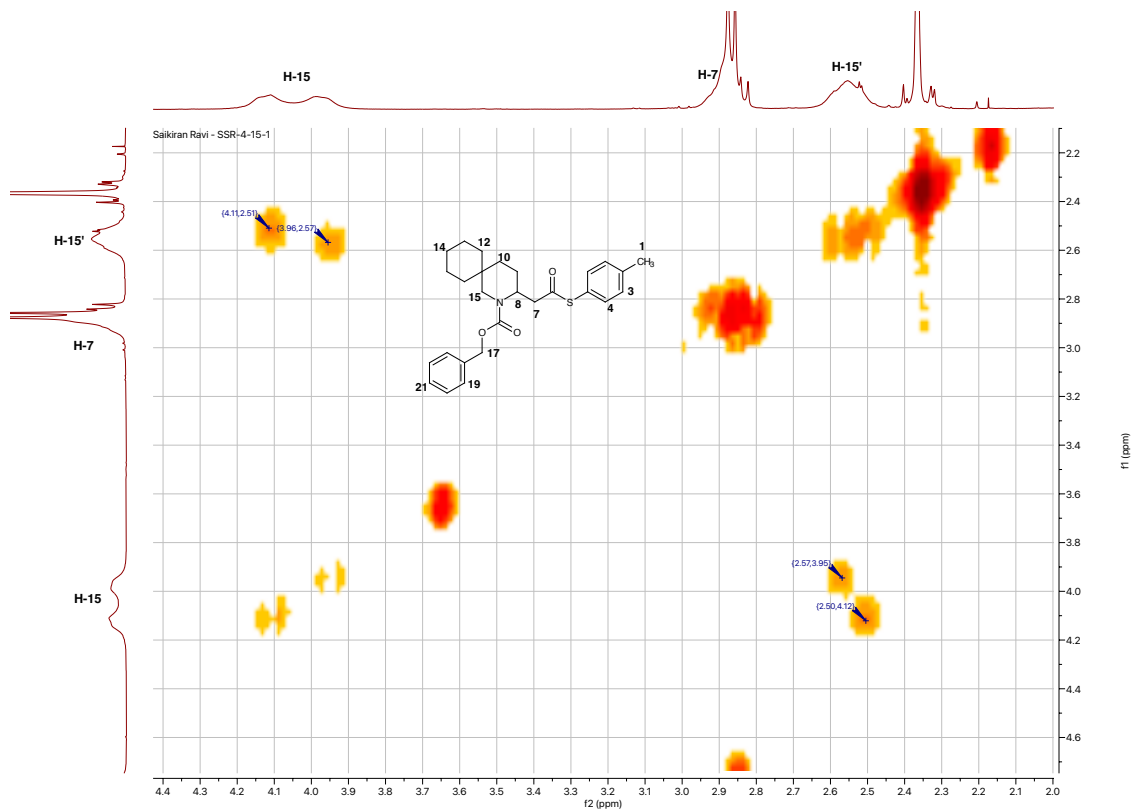 H-15
H-7
H-15'
Saikiran Ravi - SSR-4-15-1
H-15'
H-7
H-15
{4.11,2.51}
{3.96,2.57}
{2.57,3.95}
{2.50,4.12}
14
12
10
15
N
8
7
O
S
1
CH3
3
4
O
O
17
21
19
2.2
2.4
2.6
2.8
3.0
3.2
3.4
3.6
3.8
4.0
4.2
4.4
4.6
f1 (ppm)
4.4 4.3 4.2 4.1 4.0 3.9 3.8 3.7 3.6 3.5 3.4 3.3 3.2 3.1 3.0 2.9 2.8 2.7 2.6 2.5 2.4 2.3 2.2 2.1 2.0
f2 (ppm)